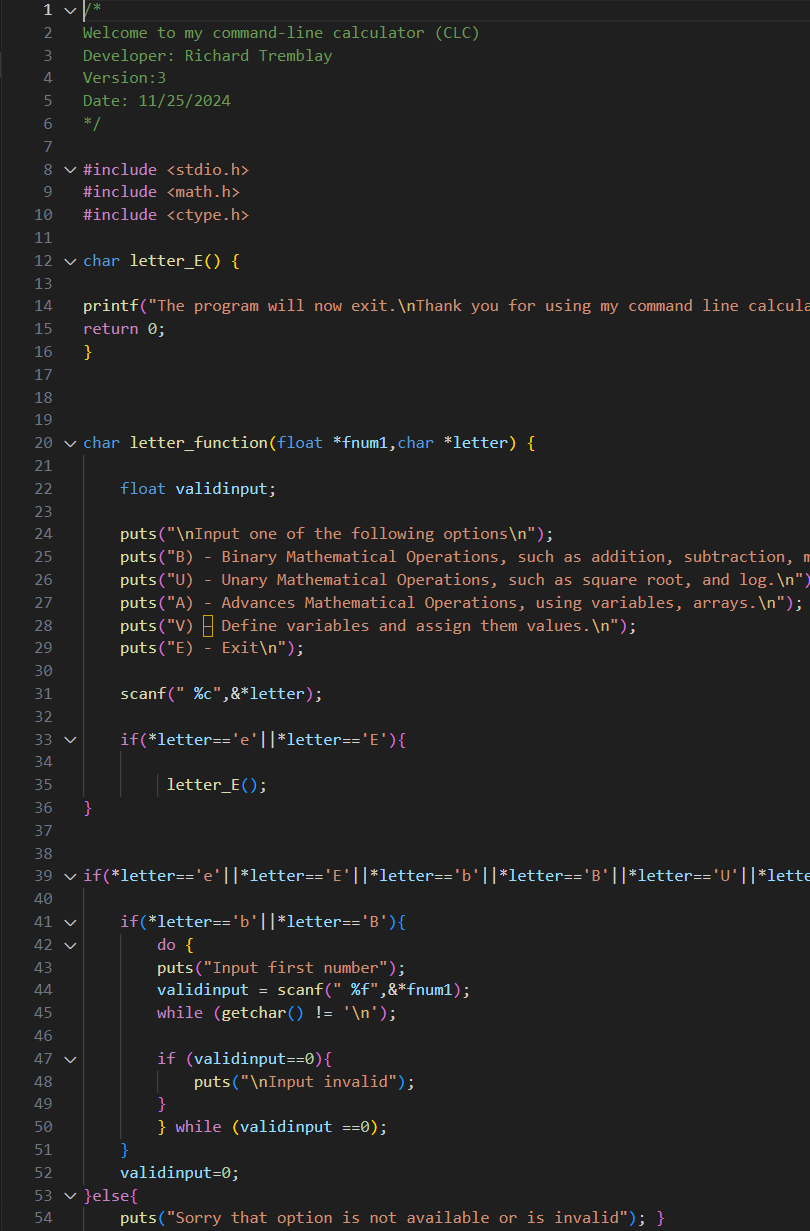 1 /*
2 Welcome to my command-line calculator (CLC)
3 Developer: Richard Tremblay
4 Version:3
5 Date: 11/25/2024
6 */
7
8 #include <stdio.h>
9 #include <math.h>
10 #include <ctype.h>
11
12 char letter_E() {
13
14 printf("The program will now exit.\nThank you for using my command line calcula
15 return 0;
16 }
17
18
19
20 char letter_function(float *fnum1,char *letter) {
21
22 float validinput;
23
24 puts("\nInput one of the following options\n");
25 puts("B) - Binary Mathematical Operations, such as addition, subtraction, m
26 puts("U) - Unary Mathematical Operations, such as square root, and log.\n")
27 puts("A) - Advances Mathematical Operations, using variables, arrays.\n");
28 puts("V) – Define variables and assign them values.\n");
29 puts("E) - Exit\n");
30
31 scanf(" %c",&*letter);
32
33 if(*letter=='e'||*letter=='E'){
34
35 letter_E();
36 }
37
38
39 if(*letter=='e'||*letter=='E'||*letter=='b'||*letter=='B'||*letter=='U'||*lette
40
41 if(*letter=='b'||*letter=='B'){
42 do {
43 puts("Input first number");
44 validinput = scanf(" %f",&*fnum1);
45 while (getchar() != '\n');
46
47 if (validinput==0){
48 puts("\nInput invalid");
49 }
50 } while (validinput ==0);
51 }
52 validinput=0;
53 }else{
54 puts("Sorry that option is not available or is invalid"); }